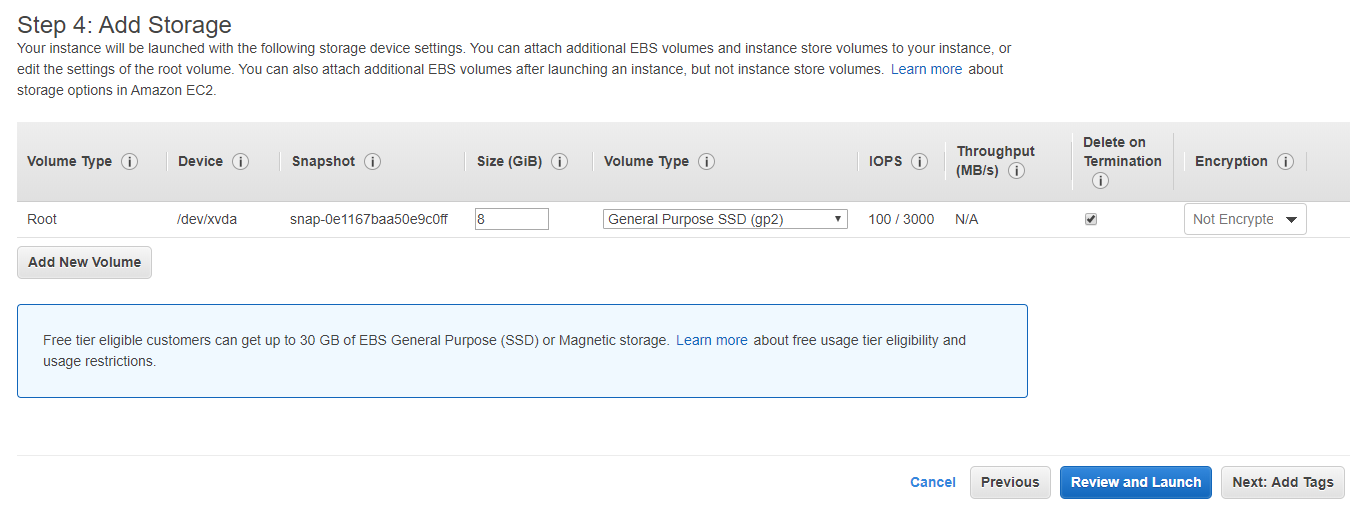 Step 4: Add Storage
Your instance will be launched with the following storage device settings. You can attach additional EBS volumes and instance store volumes to your instance, or
edit the settings of the root volume. You can also attach additional EBS volumes after launching an instance, but not instance store volumes. Learn more about
storage options in Amazon EC2.
Volume Type i Device i Snapshot i Size (GiB) i Volume Type i IOPS i Throughput (MB/s) i Delete on Termination i Encryption i
Root /dev/xvda snap-0e1167baa50e9c0ff 8 General Purpose SSD (gp2) 100 / 3000 N/A Not Encrypte
Add New Volume
Free tier eligible customers can get up to 30 GB of EBS General Purpose (SSD) or Magnetic storage. Learn more about free usage tier eligibility and
usage restrictions.
Cancel Previous Review and Launch Next: Add Tags